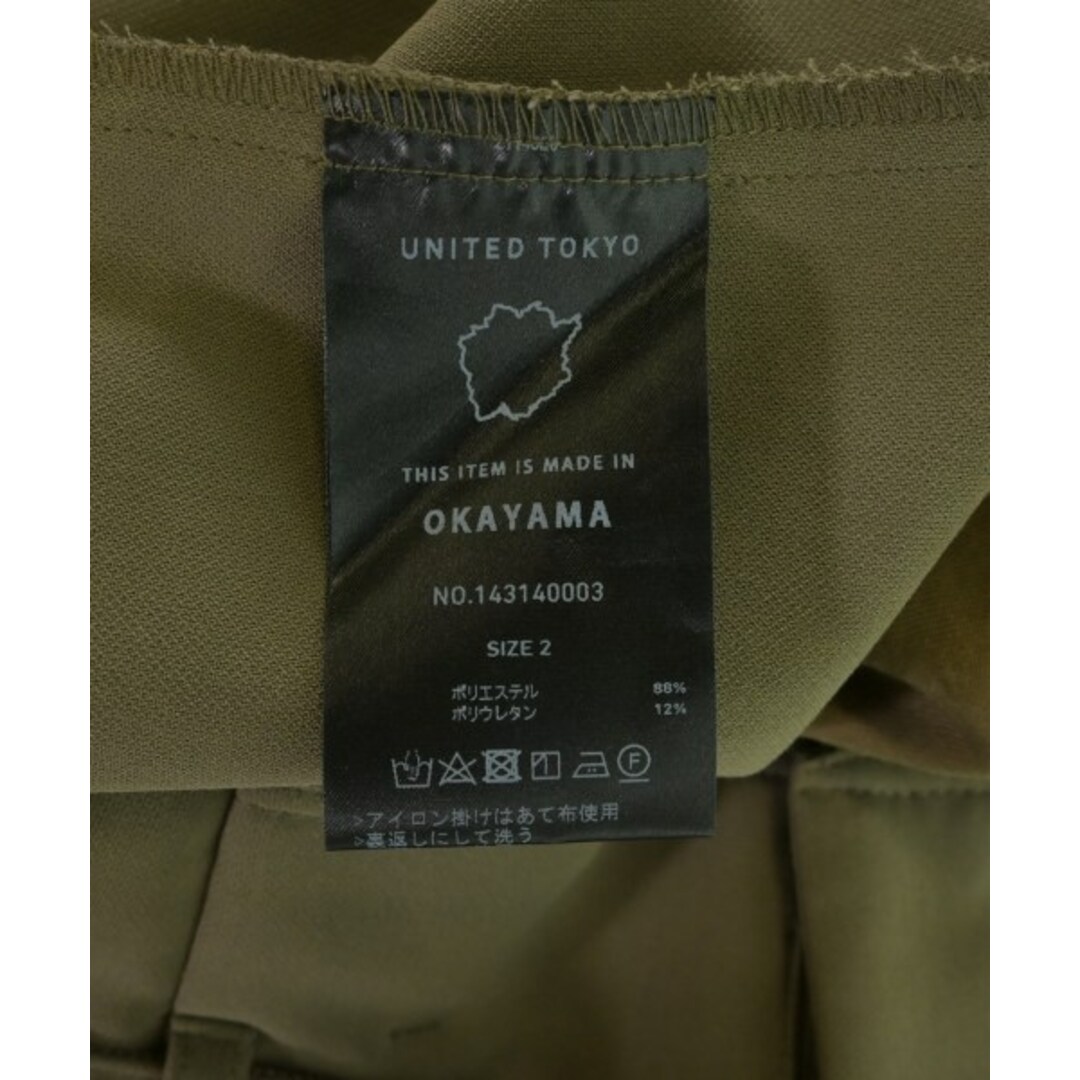 UNITED TOKYO
THIS ITEM IS MADE IN
OKAYAMA
NO.143140003
SIZE 2
ポリエステル 88%
ポリウレタン 12%
F
>アイロン掛けはあて布使用
>裏返しにして洗う